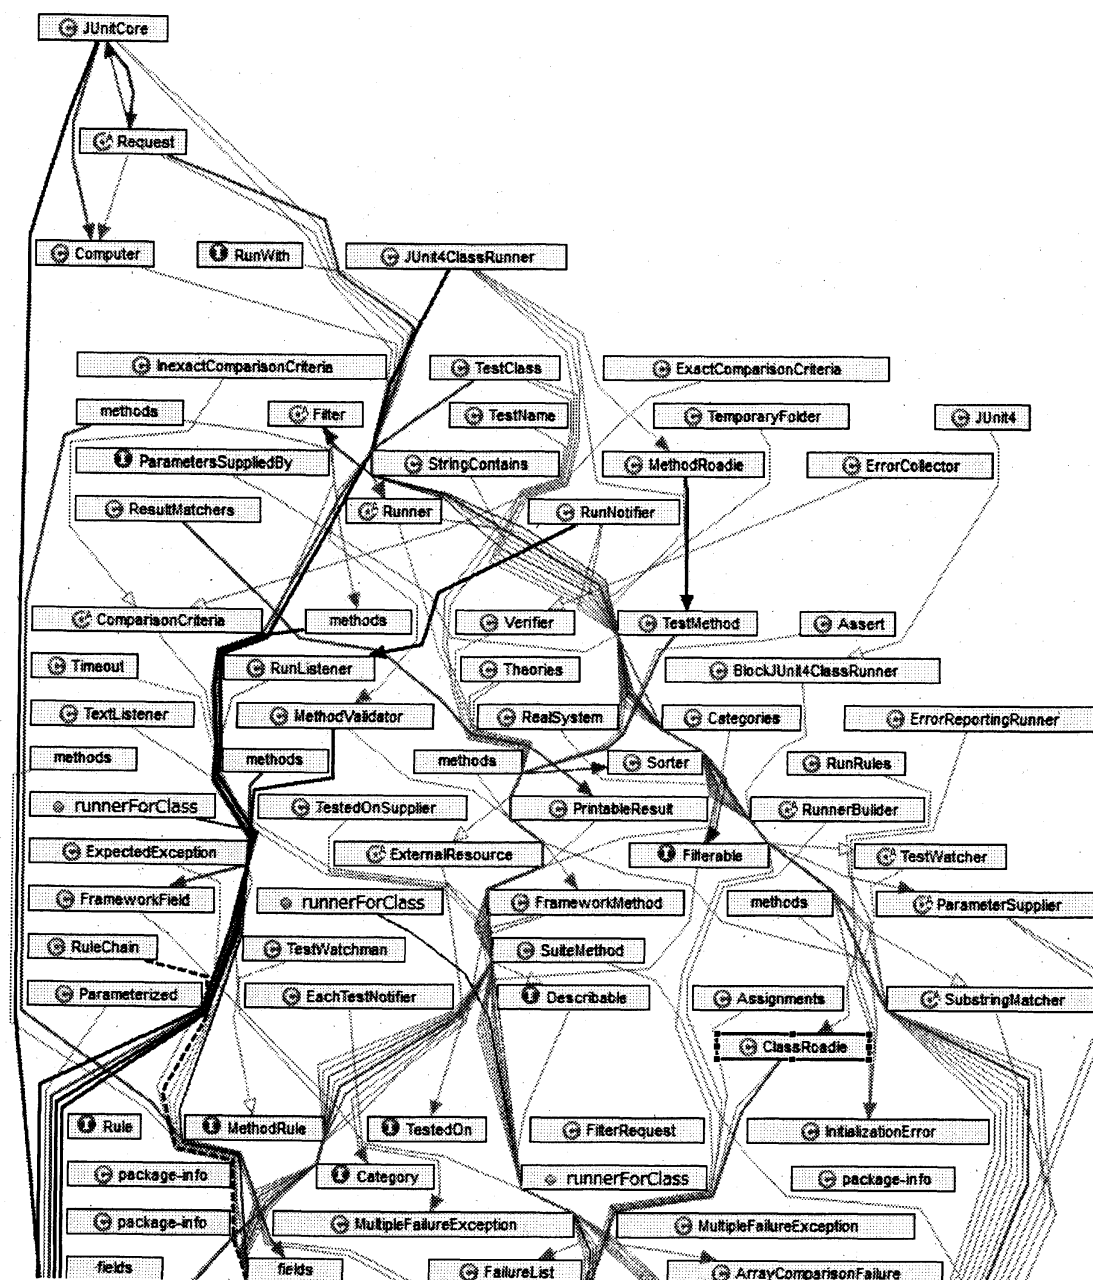 JUnitCore
Request
Computer
RunWith
JUnit4ClassRunner
InexactComparisonCriteria
TestClass
ExactComparisonCriteria
methods
Filter
TestName
TemporaryFolder
JUnit4
ParametersSuppliedBy
StringContains
MethodRoadie
ErrorCollector
ResultMatchers
Runner
RunNotifier
ComparisonCriteria
methods
Verifier
TestMethod
Assert
Timeout
RunListener
Theories
BlockJUnit4ClassRunner
TextListener
MethodValidator
RealSystem
Categories
ErrorReportingRunner
methods
methods
methods
Sorter
RunRules
runnerForClass
TestedOnSupplier
PrintableResult
RunnerBuilder
ExpectedException
ExternalResource
Filterable
TestWatcher
FrameworkField
runnerForClass
FrameworkMethod
methods
ParameterSupplier
RuleChain
TestWatchman
SuiteMethod
Parameterized
EachTestNotifier
Describable
Assignments
SubstringMatcher
ClassRoadie
Rule
MethodRule
TestedOn
FilterRequest
InitializationError
package-info
Category
runnerForClass
package-info
package-info
MultipleFailureException
MultipleFailureException
fields
fields
FailureList
ArrayComparisonFailure